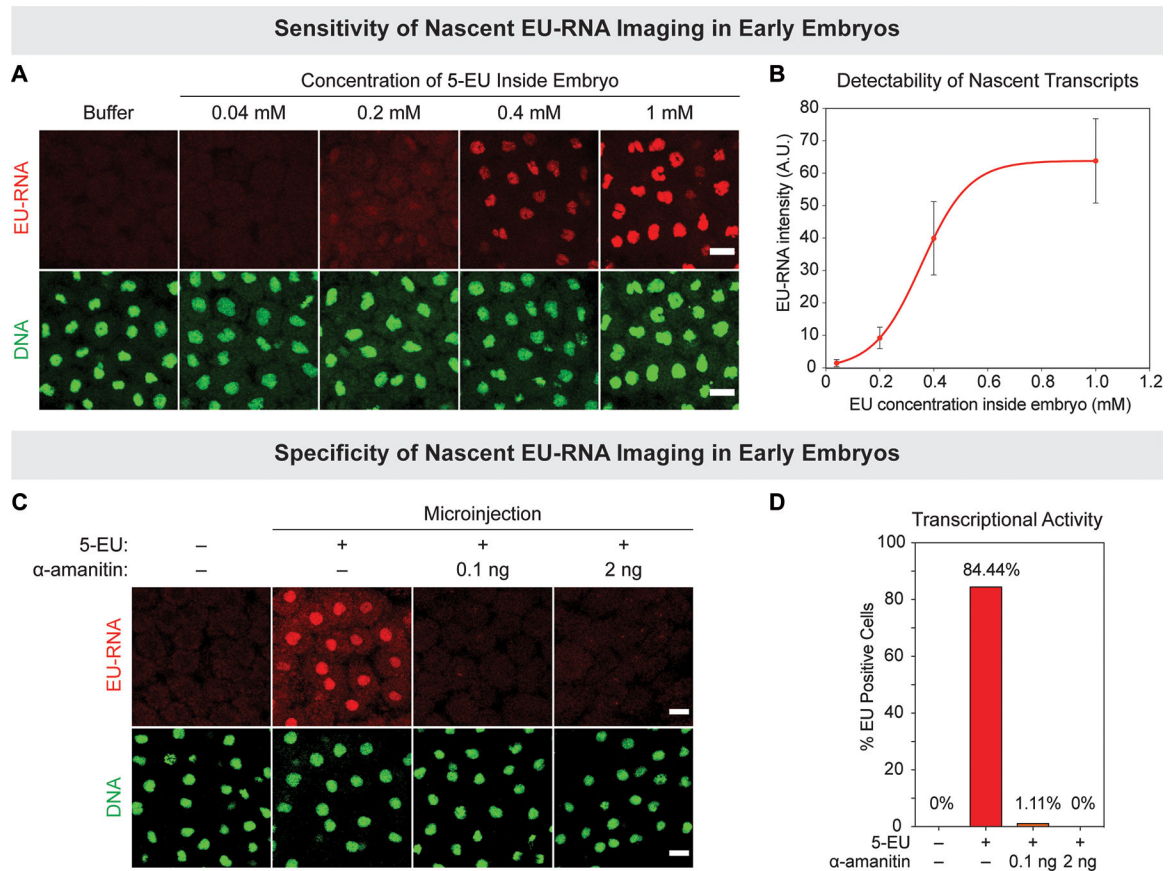 Sensitivity of Nascent EU-RNA Imaging in Early Embryos
A
Concentration of 5-EU Inside Embryo
Buffer 0.04 mM 0.2 mM 0.4 mM 1 mM
EU-RNA
DNA
B
Detectability of Nascent Transcripts
EU-RNA intensity (A.U.)
80
70
60
50
40
30
20
10
0
0 0.2 0.4 0.6 0.8 1.0 1.2
EU concentration inside embryo (mM)
Specificity of Nascent EU-RNA Imaging in Early Embryos
C
Microinjection
5-EU: – + + +
α-amanitin: – – 0.1 ng 2 ng
EU-RNA
DNA
D
Transcriptional Activity
% EU Positive Cells
100
80
60
40
20
0
0% 84.44% 1.11% 0%
5-EU – + + +
α-amanitin – – 0.1 ng 2 ng